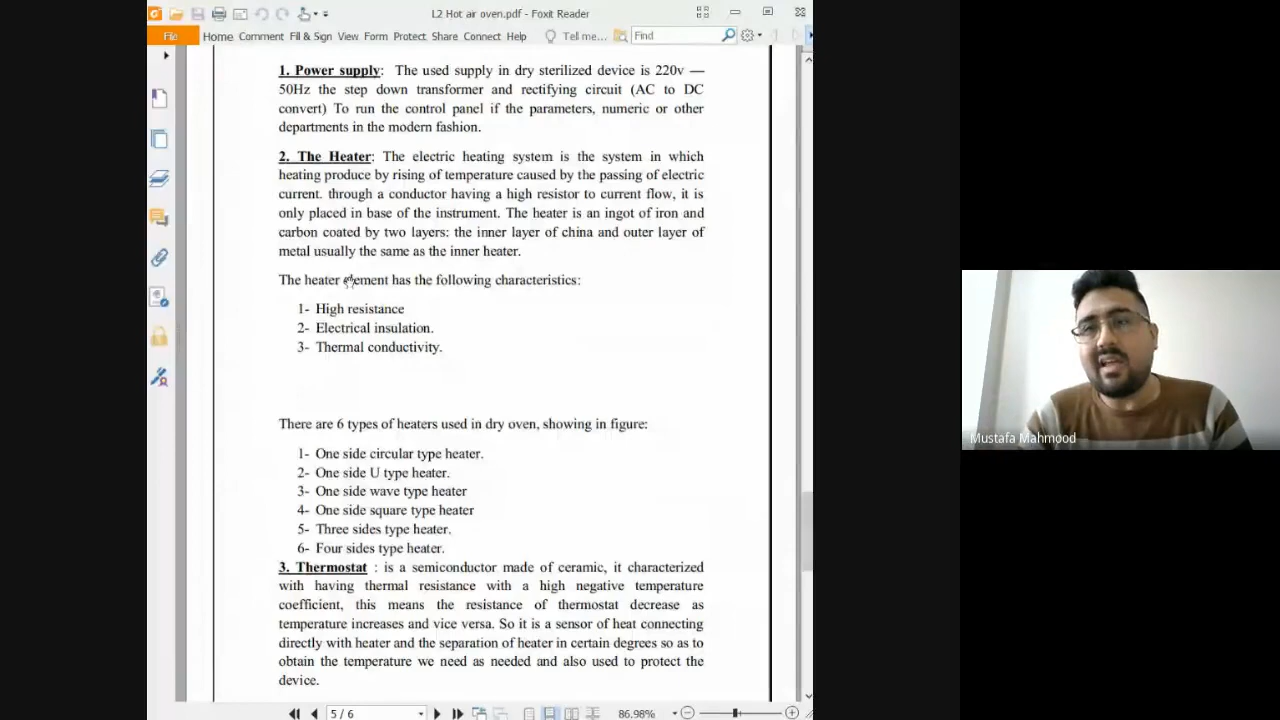 L2 Hot air oven.pdf - Foxit Reader
File Home Comment Fill & Sign View Form Protect Share Connect Help Tell me... Find
1. Power supply: The used supply in dry sterilized device is 220v —
50Hz the step down transformer and rectifying circuit (AC to DC
convert) To run the control panel if the parameters, numeric or other
departments in the modern fashion.
2. The Heater: The electric heating system is the system in which
heating produce by rising of temperature caused by the passing of electric
current. through a conductor having a high resistor to current flow, it is
only placed in base of the instrument. The heater is an ingot of iron and
carbon coated by two layers: the inner layer of china and outer layer of
metal usually the same as the inner heater.
The heater element has the following characteristics:
1- High resistance
2- Electrical insulation.
3- Thermal conductivity.
There are 6 types of heaters used in dry oven, showing in figure:
1- One side circular type heater.
2- One side U type heater.
3- One side wave type heater
4- One side square type heater
5- Three sides type heater.
6- Four sides type heater.
3. Thermostat : is a semiconductor made of ceramic, it characterized
with having thermal resistance with a high negative temperature
coefficient, this means the resistance of thermostat decrease as
temperature increases and vice versa. So it is a sensor of heat connecting
directly with heater and the separation of heater in certain degrees so as to
obtain the temperature we need as needed and also used to protect the
device.
5 / 6
86.98%
Mustafa Mahmood